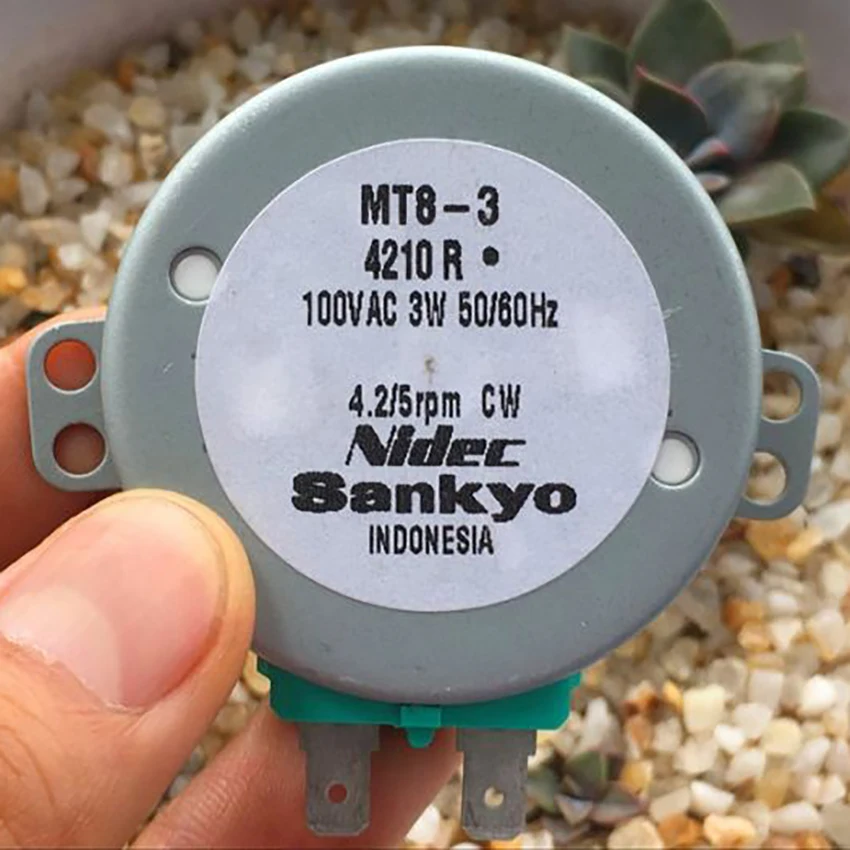 MT8-3
4210 R •
100VAC 3W 50/60Hz
4.2/5rpm CW
Nidec
Sankyo
INDONESIA